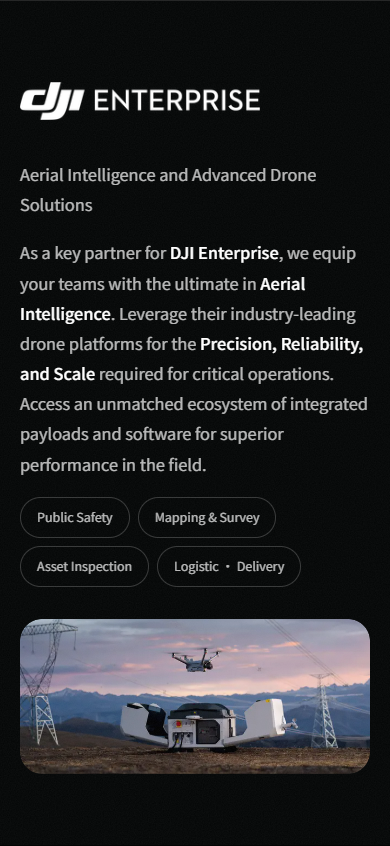 dji ENTERPRISE
Aerial Intelligence and Advanced Drone
Solutions
As a key partner for DJI Enterprise, we equip
your teams with the ultimate in Aerial
Intelligence. Leverage their industry-leading
drone platforms for the Precision, Reliability,
and Scale required for critical operations.
Access an unmatched ecosystem of integrated
payloads and software for superior
performance in the field.
Public Safety
Mapping & Survey
Asset Inspection
Logistic・Delivery